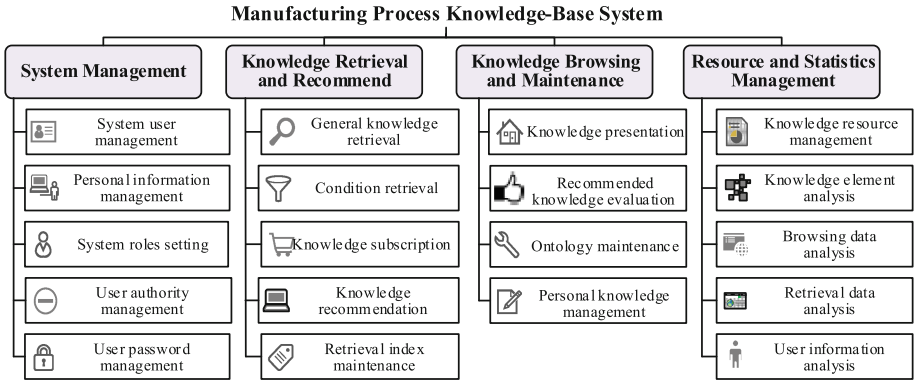 Manufacturing Process Knowledge-Base System
System Management
System user
management
Personal information
management
System roles setting
User authority
management
User password
management
Knowledge Retrieval
and Recommend
General knowledge
retrieval
Condition retrieval
Knowledge subscription
Knowledge
recommendation
Retrieval index
maintenance
Knowledge Browsing
and Maintenance
Knowledge presentation
Recommended
knowledge evaluation
Ontology maintenance
Personal knowledge
management
Resource and Statistics
Management
Knowledge resource
management
Knowledge element
analysis
Browsing data
analysis
Retrieval data
analysis
User information
analysis